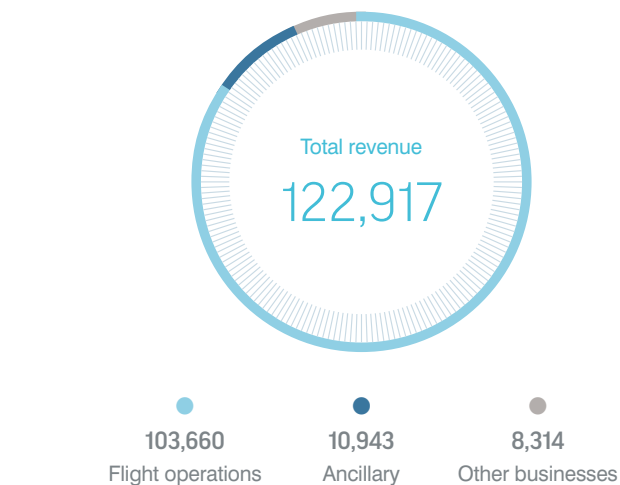 Total revenue
122,917
103,660
10,943
8,314
Flight operations
Ancillary
Other businesses